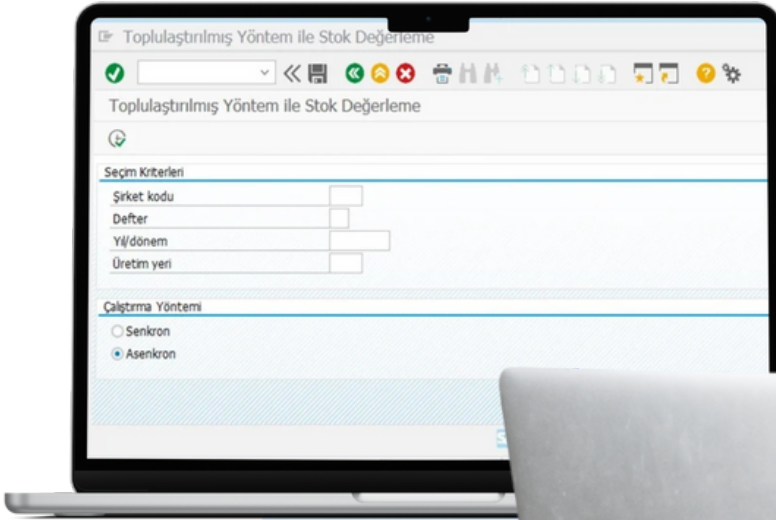 Toplulaştırılmış Yöntem ile Stok Değerleme
Toplulaştırılmış Yöntem ile Stok Değerleme
Seçim Kriterleri
Şirket kodu
Defter
Yıl/dönem
Üretim yeri
Çalıştırma Yöntemi
Senkron
Asenkron